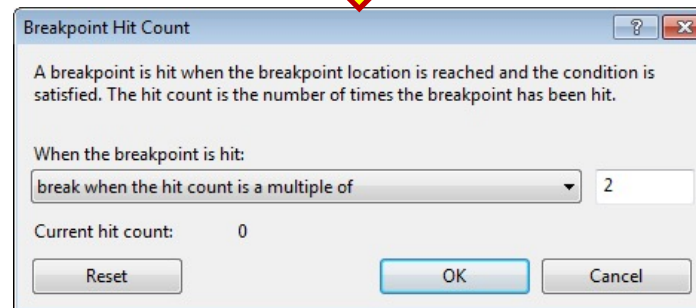 Breakpoint Hit Count
A breakpoint is hit when the breakpoint location is reached and the condition is
satisfied. The hit count is the number of times the breakpoint has been hit.
When the breakpoint is hit:
break when the hit count is a multiple of 2
Current hit count: 0
Reset OK Cancel